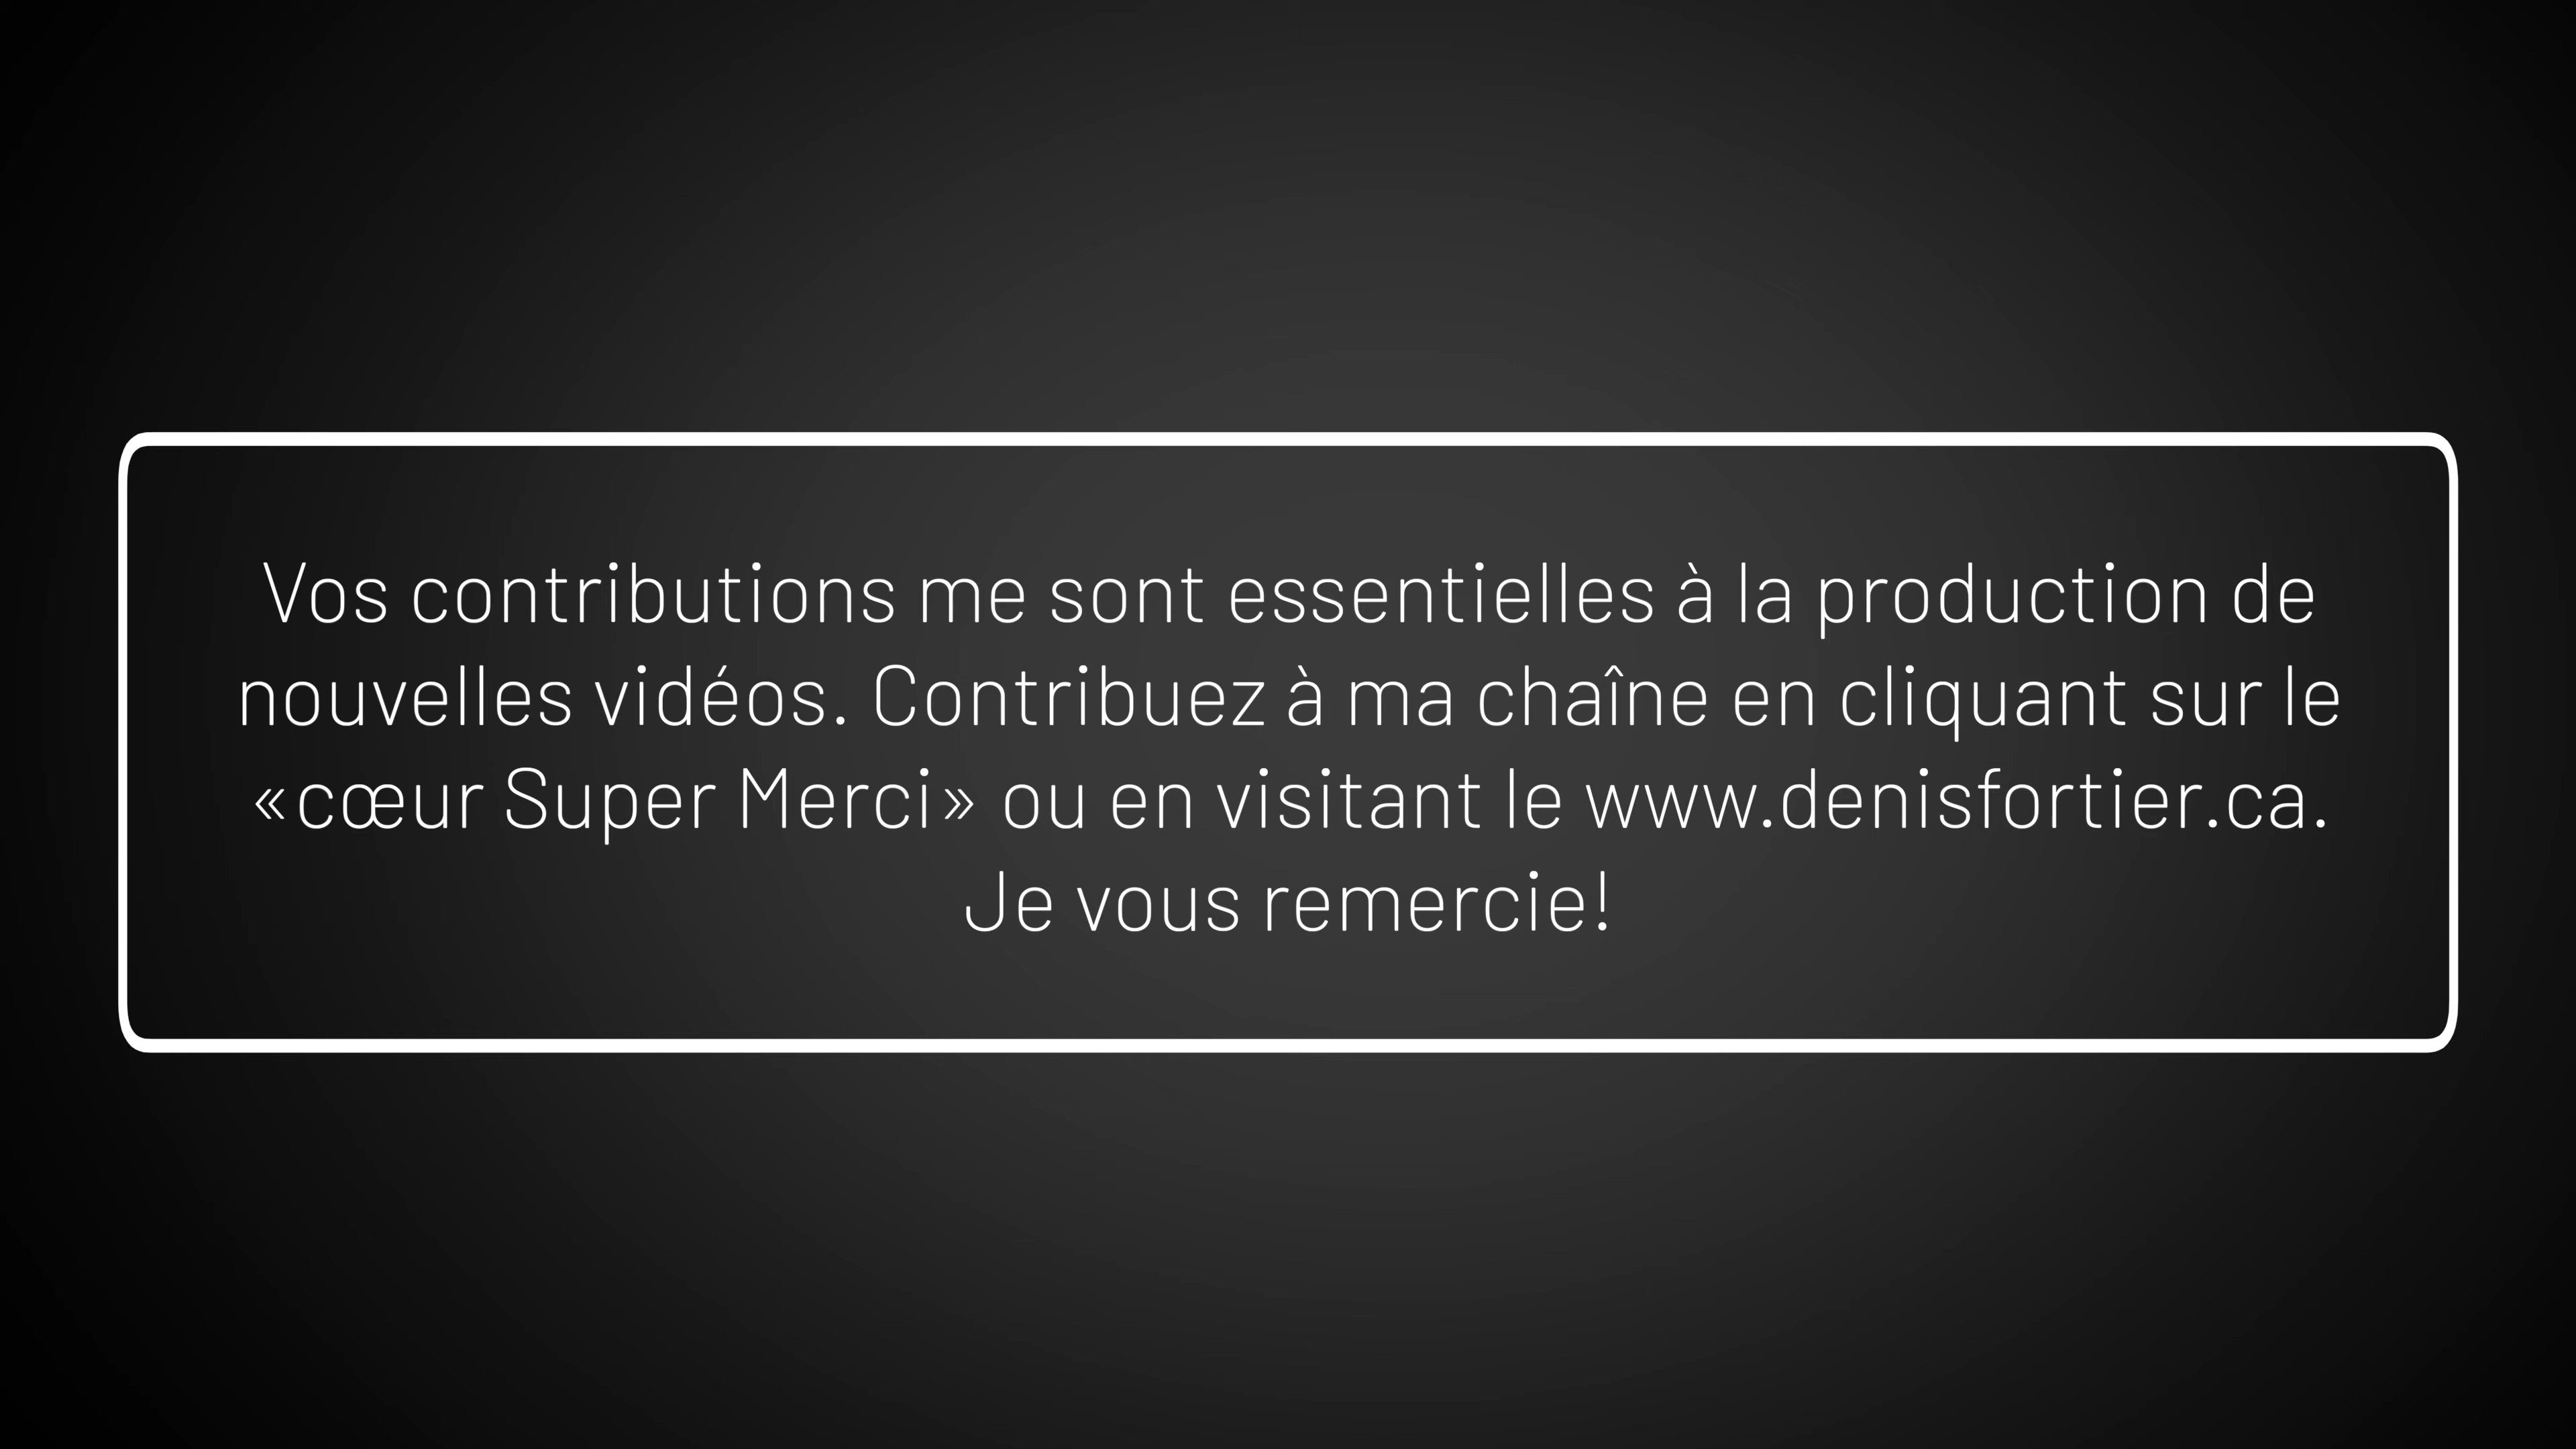 Vos contributions me sont essentielles à la production de
nouvelles vidéos. Contribuez à ma chaîne en cliquant sur le
«cœur Super Merci» ou en visitant le www.denisfortier.ca.
Je vous remercie!